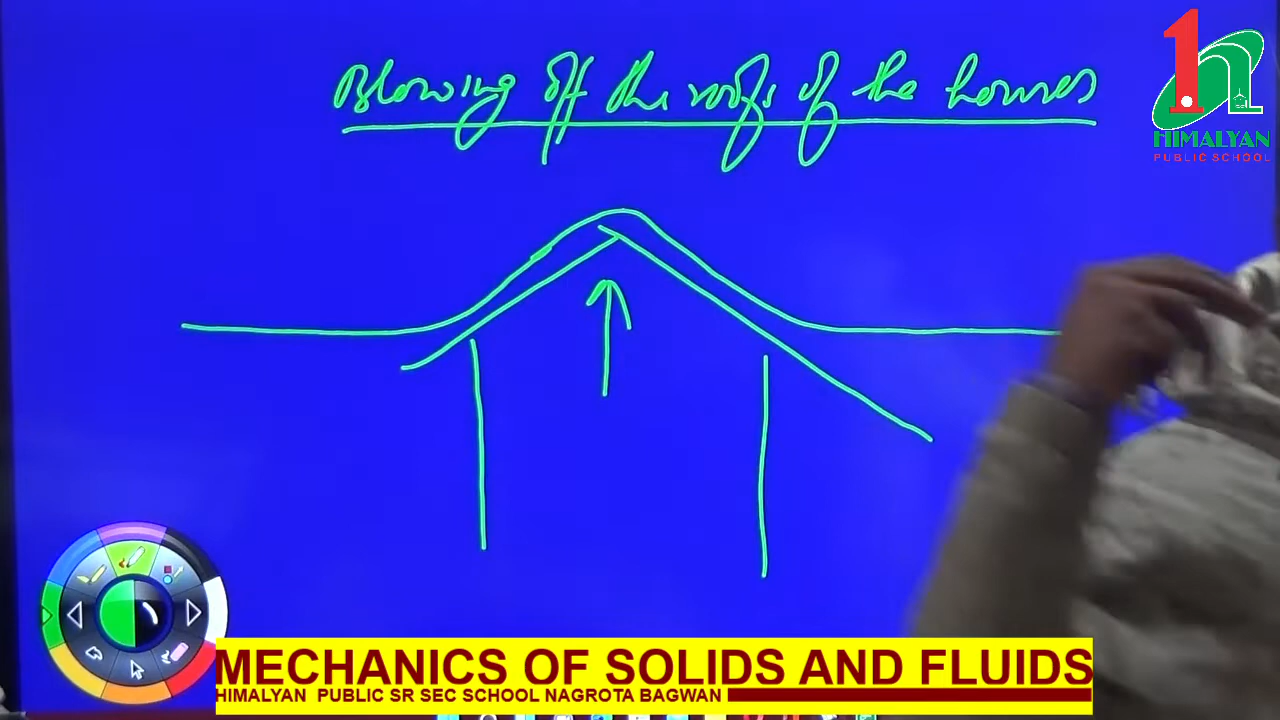 Blowing off the roofs of the houses
1h
HIMALYAN
PUBLIC SCHOOL
MECHANICS OF SOLIDS AND FLUIDS
HIMALYAN PUBLIC SR SEC SCHOOL NAGROTA BAGWAN